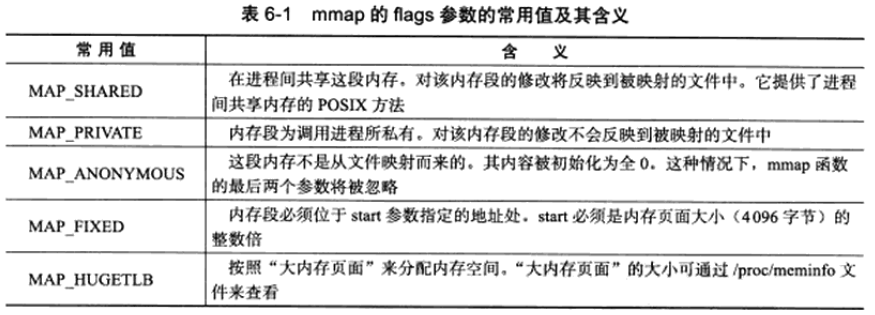 表 6-1 mmap 的 flags 参数的常用值及其含义
常 用 值 含 义
MAP_SHARED
在进程间共享这段内存。对该内存段的修改将反映到被映射的文件中。它提供了进程
间共享内存的 POSIX 方法
MAP_PRIVATE 内存段为调用进程所私有。对该内存段的修改不会反映到被映射的文件中
MAP_ANONYMOUS
这段内存不是从文件映射而来的。其内容被初始化为全 0。这种情况下，mmap 函数
的最后两个参数将被忽略
MAP_FIXED
内存段必须位于 start 参数指定的地址处。start 必须是内存页面大小（4096 字节）的
整数倍
MAP_HUGETLB
按照“大内存页面”来分配内存空间。“大内存页面”的大小可通过 /proc/meminfo 文
件来查看